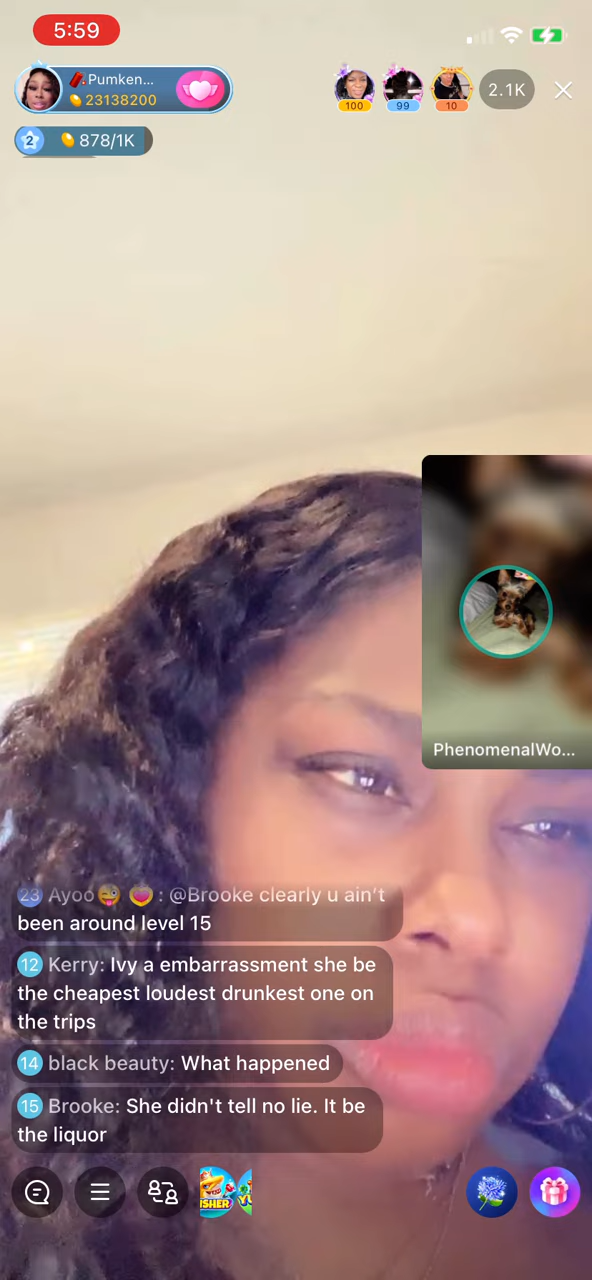 5:59
Pumken...
23138200
100
99
10
2.1K
2
878/1K
PhenomenalWo...
23 Ayoo😜 💗 : @Brooke clearly u ain't
been around level 15
12 Kerry: Ivy a embarrassment she be
the cheapest loudest drunkest one on
the trips
14 black beauty: What happened
15 Brooke: She didn't tell no lie. It be
the liquor